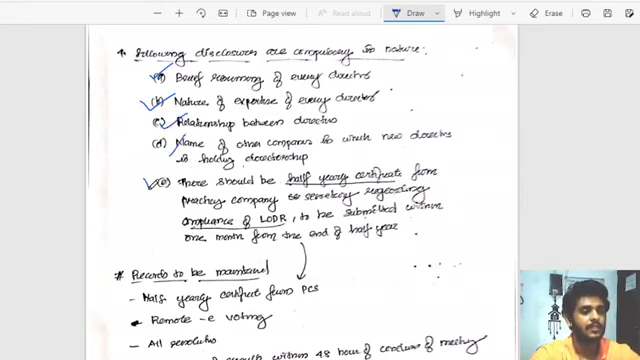 Page view
Read aloud
Draw
Highlight
Erase
following disclosures are compulsory in nature.
(a) Brief summary of every director
(b) Nature of expertise of every director
(c) Relationship between directors
(d) Name of other companies in which new directors
is holding directorship
(e) There should be half yearly certificate from
company secretary regarding
compliance of LODR, to be submitted within
one month from the end of half year
# Records to be maintained
- Half yearly certificate from PCS
- Remote - e voting
- All
within 48 hour of conclusion of meeting